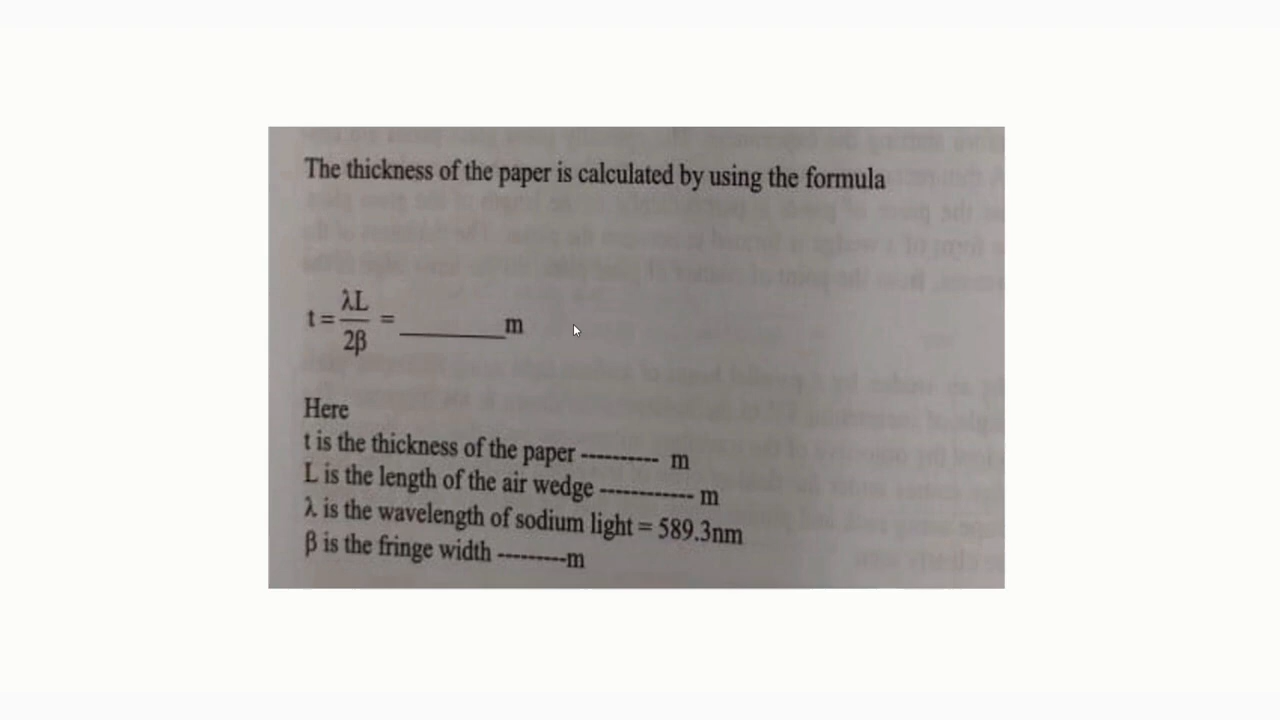 The thickness of the paper is calculated by using the formula
t = λL / 2β = ________ m
Here
t is the thickness of the paper ---------- m
L is the length of the air wedge ------------ m
λ is the wavelength of sodium light = 589.3nm
β is the fringe width ---------m